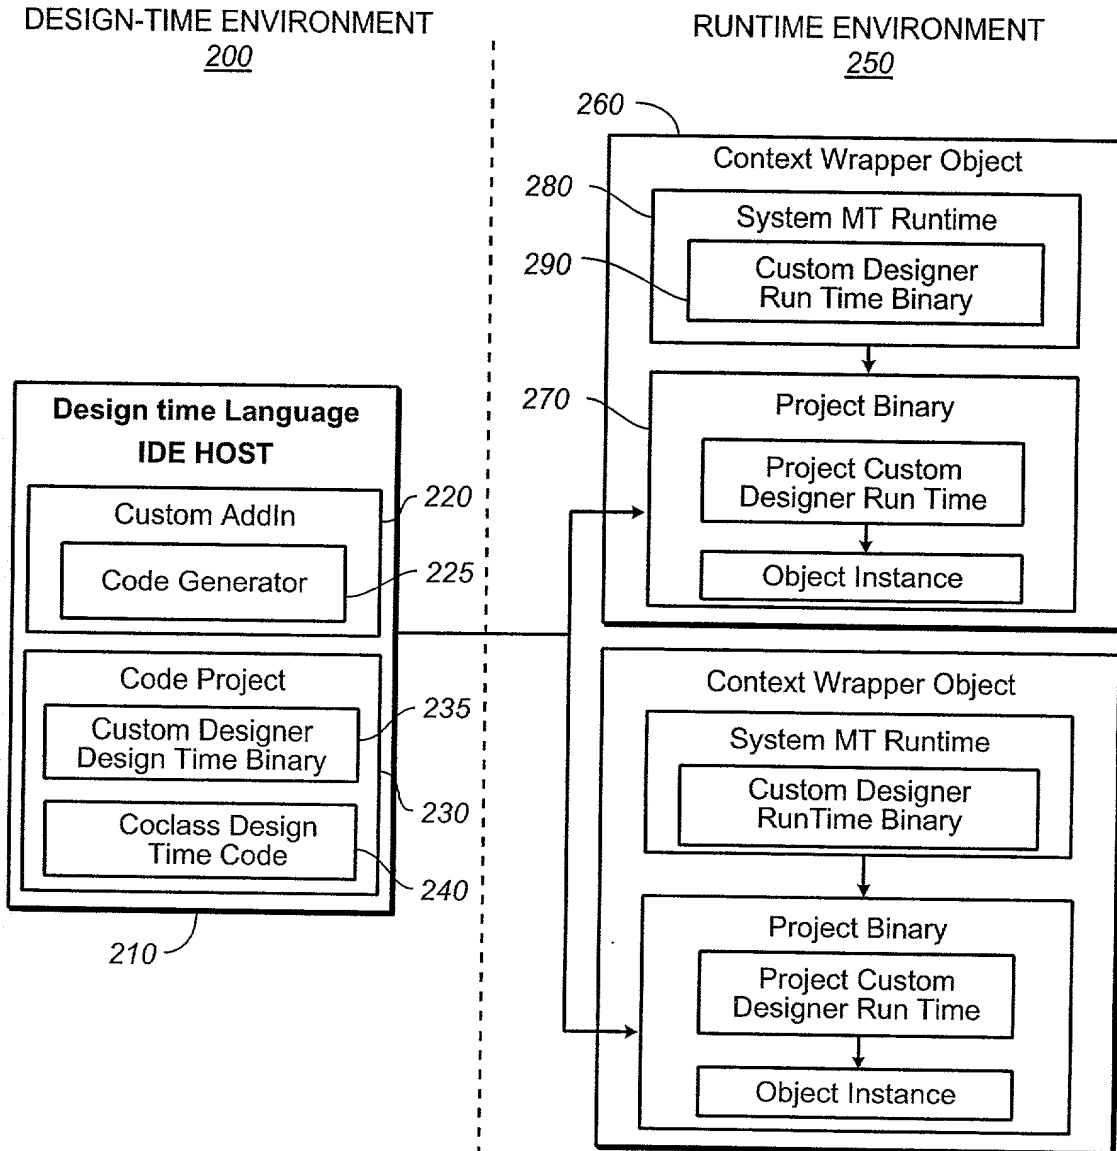 DESIGN-TIME ENVIRONMENT
200
RUNTIME ENVIRONMENT
250
260
Context Wrapper Object
280
System MT Runtime
290
Custom Designer
Run Time Binary
270
Project Binary
Project Custom
Designer Run Time
Object Instance
Design time Language
IDE HOST
220
Custom AddIn
225
Code Generator
Code Project
235
Custom Designer
Design Time Binary
230
Coclass Design
Time Code
240
210
Context Wrapper Object
System MT Runtime
Custom Designer
RunTime Binary
Project Binary
Project Custom
Designer Run Time
Object Instance